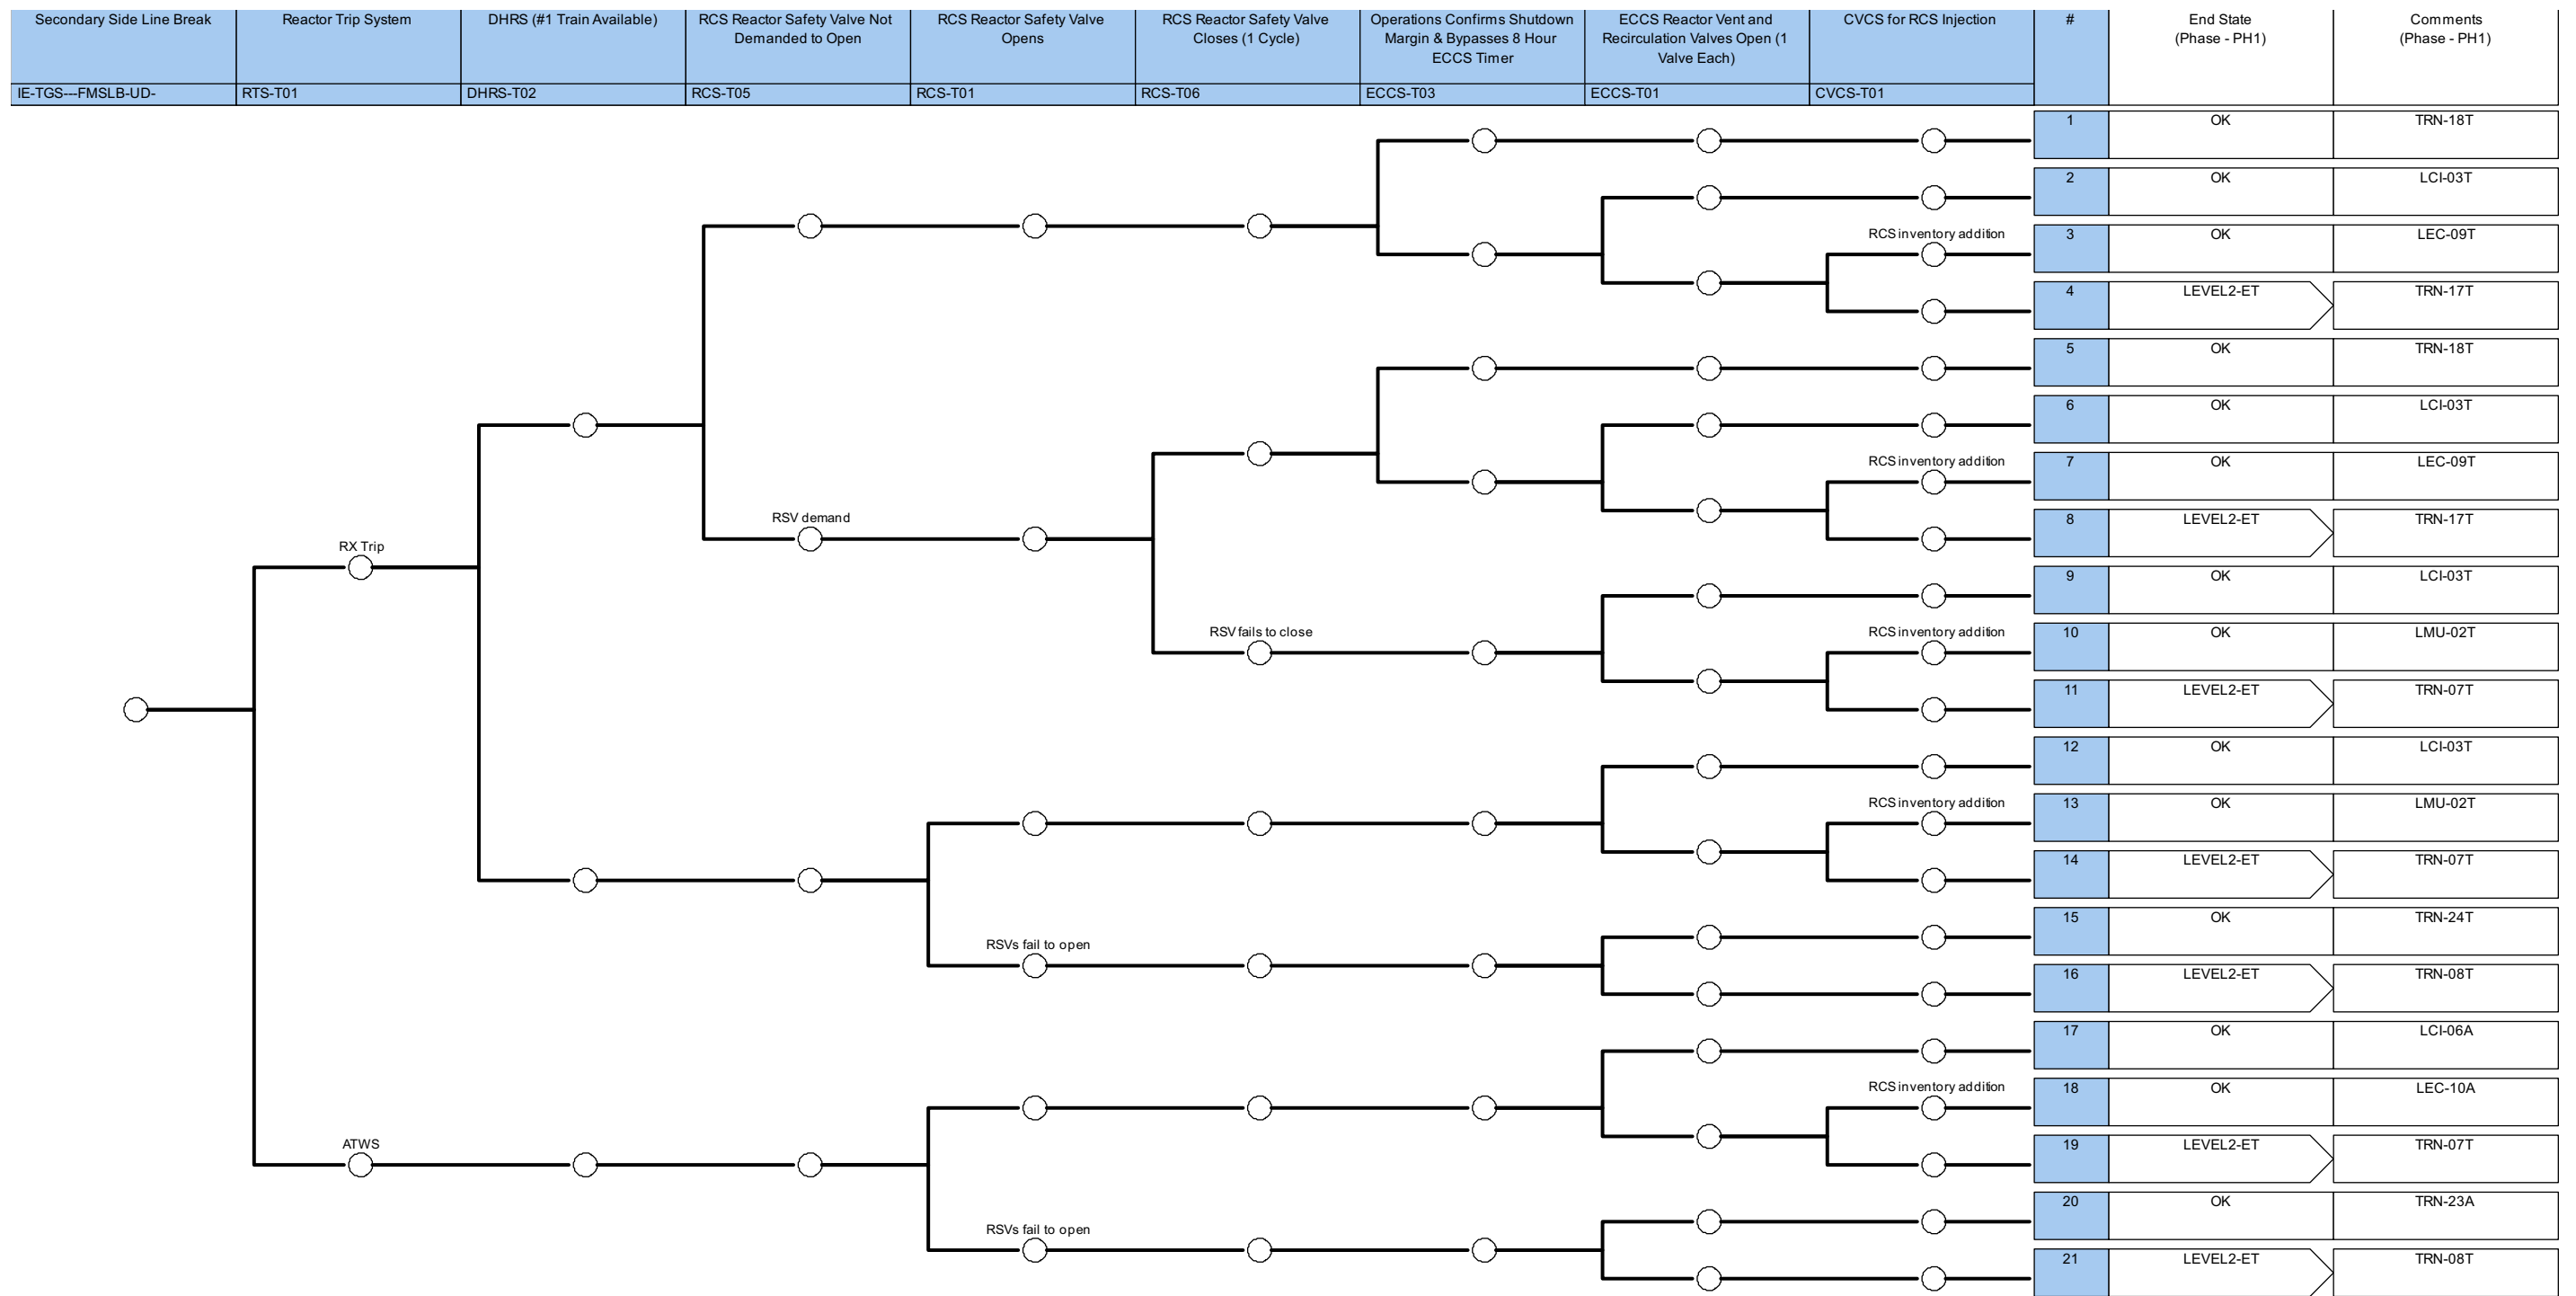 Secondary Side Line Break
Reactor Trip System
DHRS (#1 Train Available)
RCS Reactor Safety Valve Not
Demanded to Open
RCS Reactor Safety Valve
Opens
RCS Reactor Safety Valve
Closes (1 Cycle)
Operations Confirms Shutdown
Margin & Bypasses 8 Hour
ECCS Timer
ECCS Reactor Vent and
Recirculation Valves Open (1
Valve Each)
CVCS for RCS Injection
#
End State
(Phase - PH1)
Comments
(Phase - PH1)
IE-TGS---FMSLB-UD-
RTS-T01
DHRS-T02
RCS-T05
RCS-T01
RCS-T06
ECCS-T03
ECCS-T01
CVCS-T01
1 OK TRN-18T
2 OK LCI-03T
RCS inventory addition
3 OK LEC-09T
4 LEVEL2-ET TRN-17T
5 OK TRN-18T
6 OK LCI-03T
RCS inventory addition
7 OK LEC-09T
RSV demand
8 LEVEL2-ET TRN-17T
RX Trip
9 OK LCI-03T
RSV fails to close
RCS inventory addition
10 OK LMU-02T
11 LEVEL2-ET TRN-07T
12 OK LCI-03T
RCS inventory addition
13 OK LMU-02T
14 LEVEL2-ET TRN-07T
15 OK TRN-24T
RSVs fail to open
16 LEVEL2-ET TRN-08T
17 OK LCI-06A
RCS inventory addition
18 OK LEC-10A
ATWS
19 LEVEL2-ET TRN-07T
20 OK TRN-23A
RSVs fail to open
21 LEVEL2-ET TRN-08T